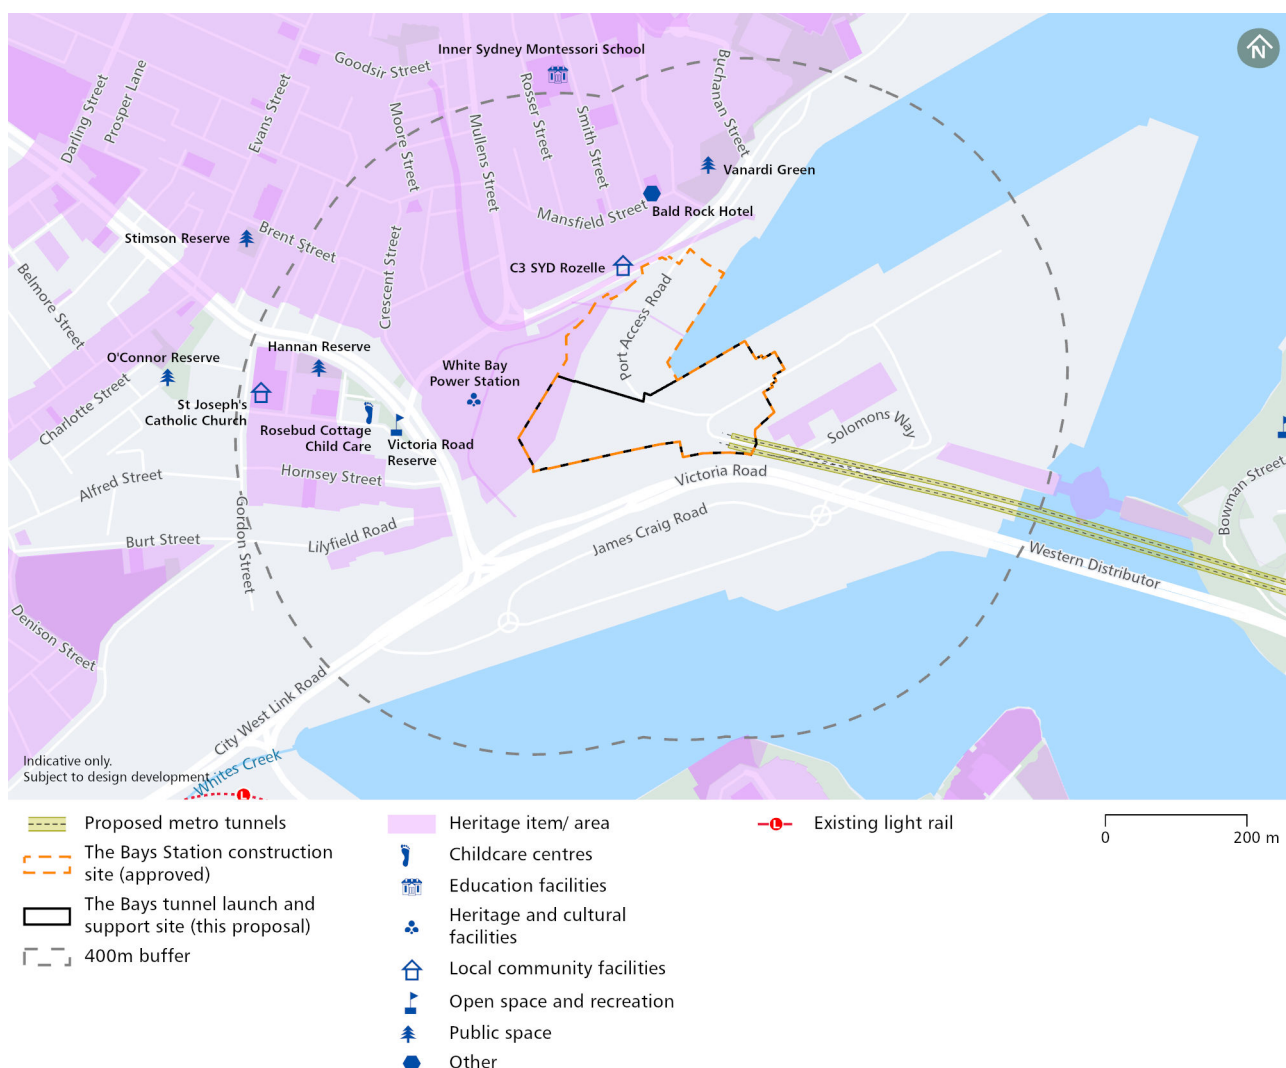 Inner Sydney Montessori School
N
Goodsir Street
Buchanan Street
Darling Street
Prosper Lane
Evans Street
Moore Street
Mullens Street
Rosser Street
Smith Street
Vanardi Green
Mansfield Street
Bald Rock Hotel
Stimson Reserve
Brent Street
Crescent Street
C3 SYD Rozelle
Belmore Street
Port Access Road
O'Connor Reserve
Hannan Reserve
White Bay
Power Station
Charlotte Street
St Joseph's
Catholic Church
Rosebud Cottage
Child Care
Victoria Road
Reserve
Solomons Way
Alfred Street
Hornsey Street
Victoria Road
Bowman Street
Gordon Street
Burt Street
Lilyfield Road
James Craig Road
Western Distributor
Denison Street
City West Link Road
Indicative only.
Subject to design development
Whites Creek
L
Proposed metro tunnels
The Bays Station construction
site (approved)
The Bays tunnel launch and
support site (this proposal)
400m buffer
Heritage item/ area
Childcare centres
Education facilities
Heritage and cultural
facilities
Local community facilities
Open space and recreation
Public space
Other
L
Existing light rail
0
200 m